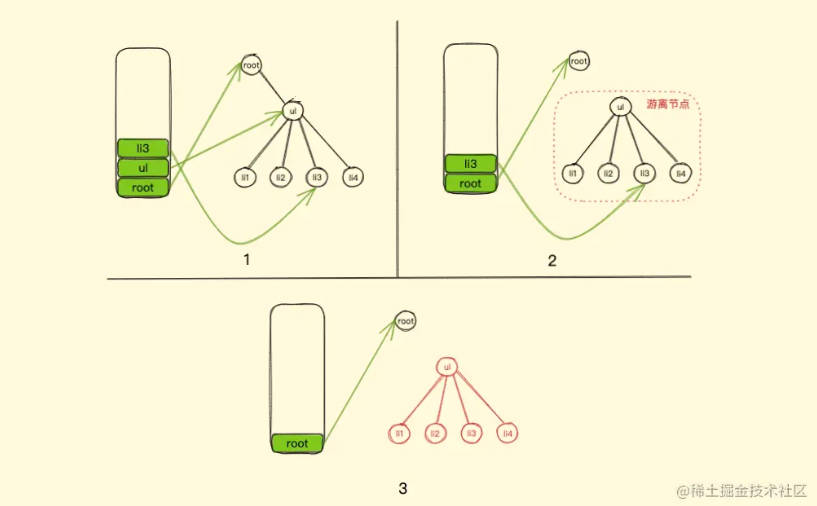 root
ul
li3
ul
root
li1
li2
li3
li4
1
root
游离节点
ul
li3
root
li1
li2
li3
li4
2
root
ul
li1
li2
li3
li4
root
3
@稀土掘金技术社区